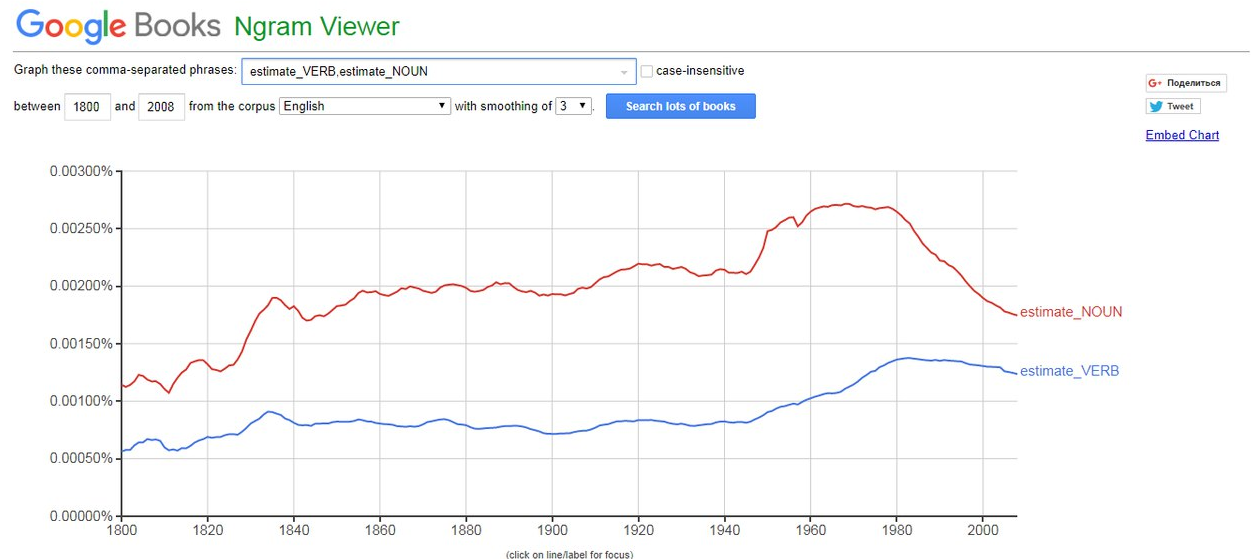 Google Books Ngram Viewer
Graph these comma-separated phrases: estimate_VERB,estimate_NOUN case-insensitive
between 1800 and 2008 from the corpus English with smoothing of 3 . Search lots of books
G+ Поделиться
Tweet
Embed Chart
0.00300%
0.00250%
0.00200%
0.00150%
0.00100%
0.00050%
0.00000%
estimate_NOUN
estimate_VERB
1800 1820 1840 1860 1880 1900 1920 1940 1960 1980 2000
(click on line/label for focus)